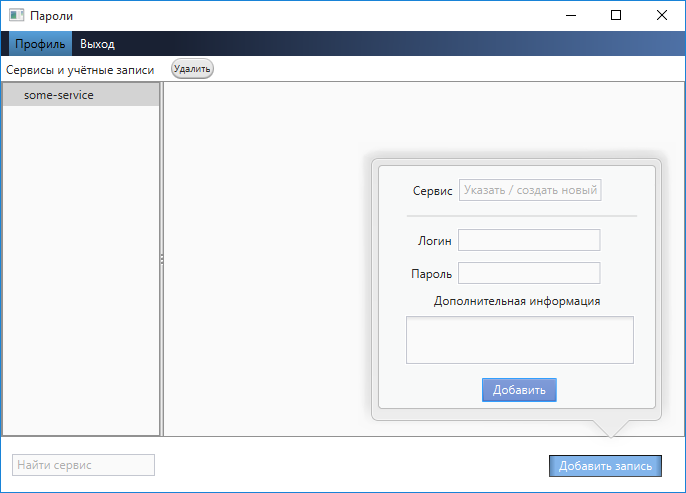 Пароли
Профиль Выход
Сервисы и учётные записи Удалить
some-service
Сервис Указать / создать новый
Логин
Пароль
Дополнительная информация
Добавить
Найти сервис Добавить запись